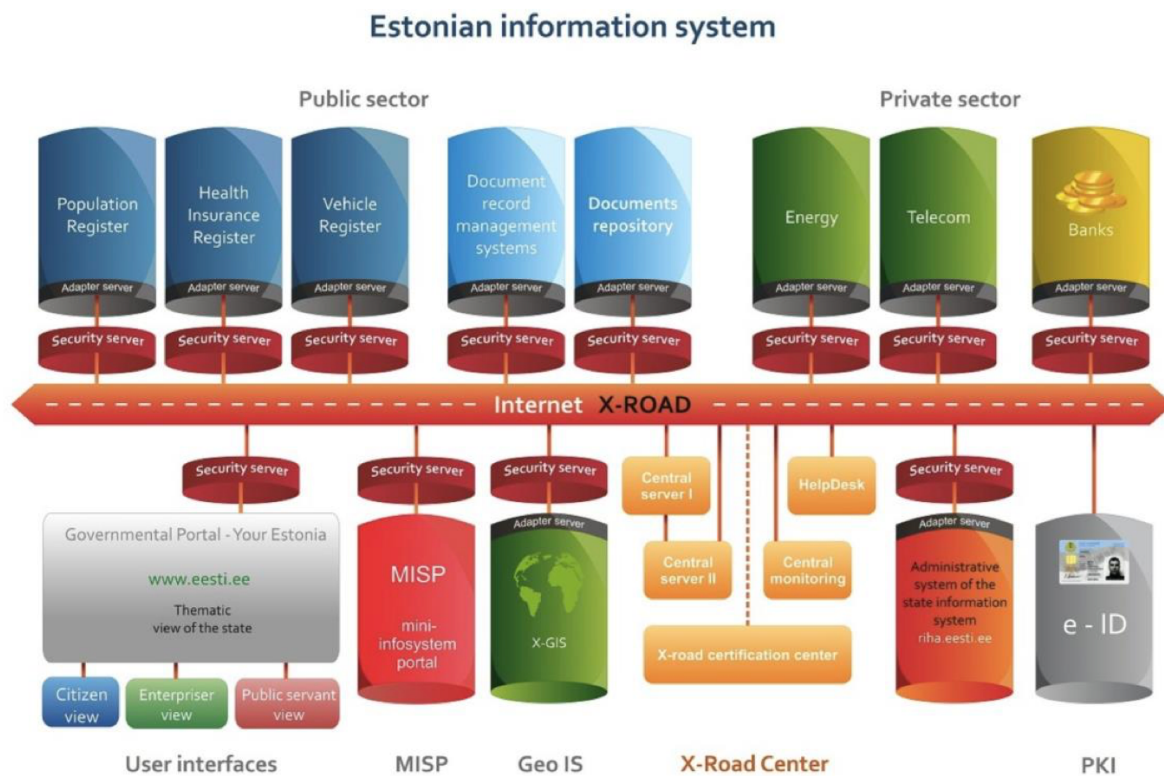 Estonian information system
Public sector
Private sector
Population
Register
Health
Insurance
Register
Vehicle
Register
Document
record
management
systems
Documents
repository
Energy
Telecom
Banks
Adapter server
Adapter server
Adapter server
Adapter server
Adapter server
Adapter server
Adapter server
Adapter server
Security server
Security server
Security server
Security server
Security server
Security server
Security server
Security server
Internet X-ROAD
Security server
Security server
Security server
Central
server I
HelpDesk
Security server
Governmental Portal - Your Estonia
www.eesti.ee
Thematic
view of the state
MISP
mini-
infosystem
portal
Adapter server
X-GIS
Central
server II
Central
monitoring
X-road certification center
Adapter server
Administrative
system of the
state information
system
riha.eesti.ee
e - ID
Citizen
view
Enterpriser
view
Public servant
view
User interfaces
MISP
Geo IS
X-Road Center
PKI